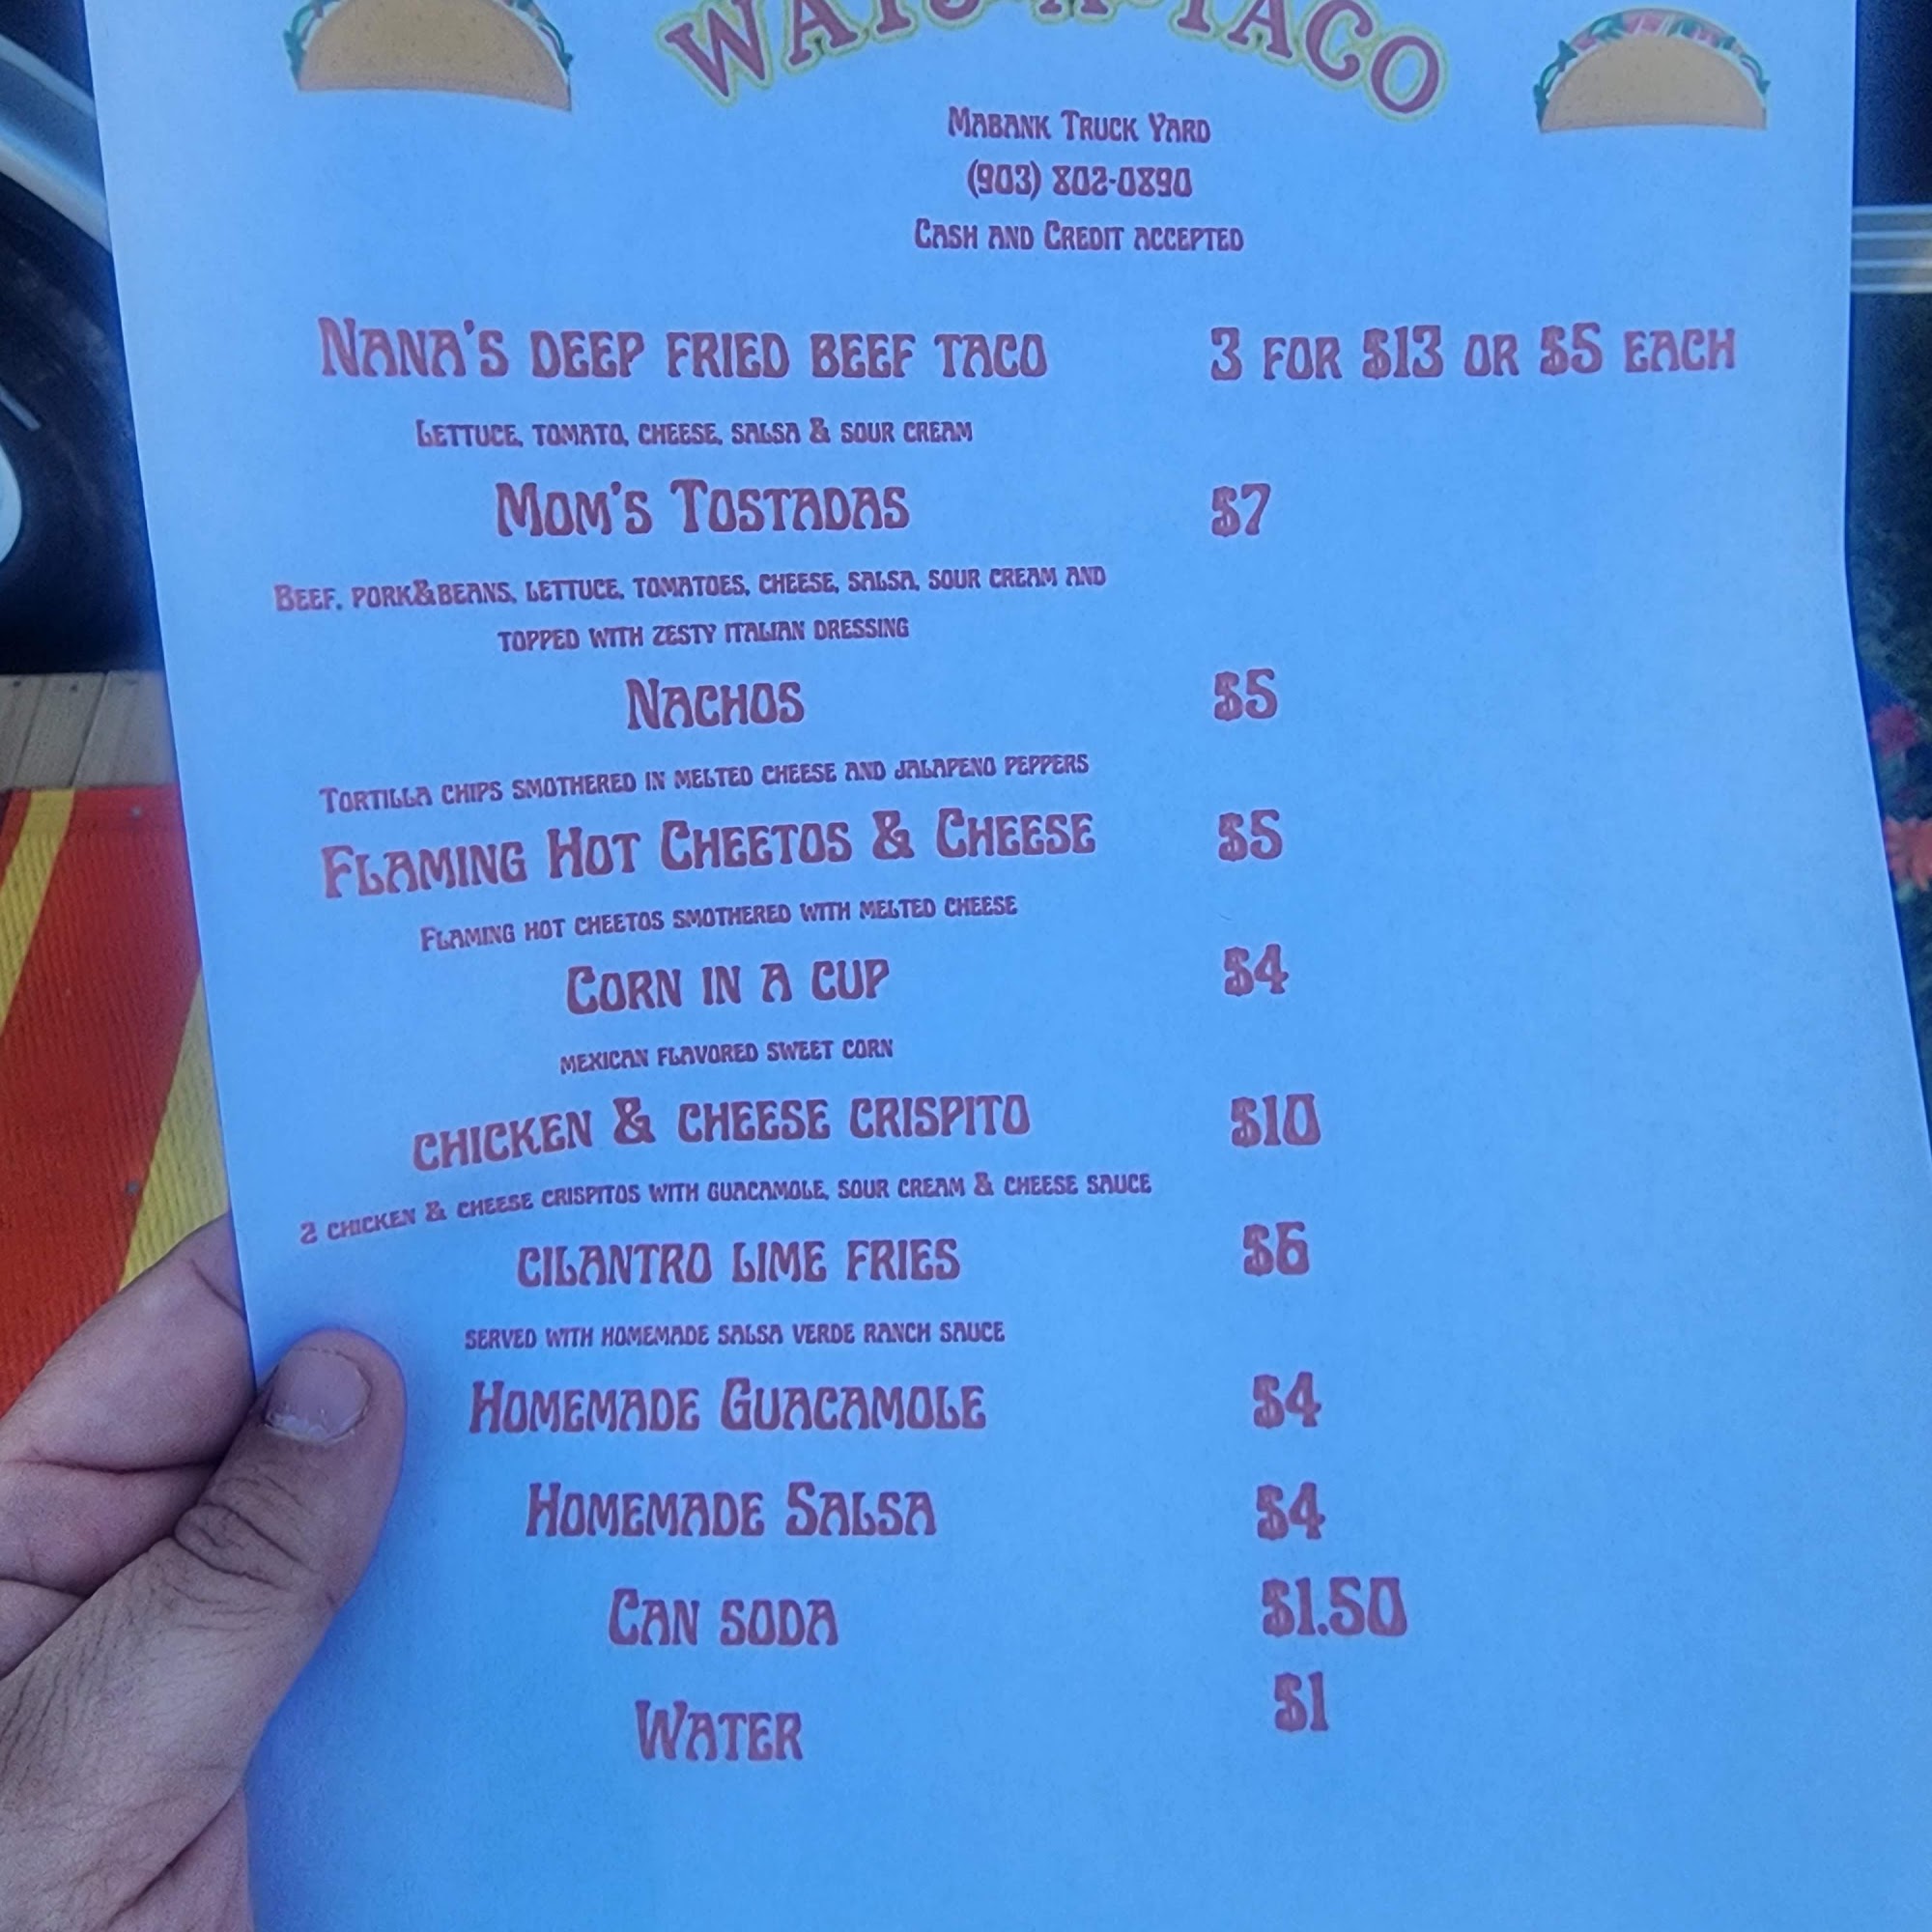 Mabank Truck Yard
(903) 802-0890
Cash and Credit accepted
Nana's deep fried beef taco 3 for $13 or $5 each
Lettuce, tomato, cheese, salsa & sour cream
Mom's Tostadas $7
Beef, pork&beans, lettuce, tomatoes, cheese, salsa, sour cream and
topped with zesty italian dressing
Nachos $5
Tortilla chips smothered in melted cheese and jalapeno peppers
Flaming Hot Cheetos & Cheese $5
Flaming hot cheetos smothered with melted cheese
Corn in a cup $4
mexican flavored sweet corn
chicken & cheese crispito $10
2 chicken & cheese crispitos with guacamole, sour cream & cheese sauce
cilantro lime fries $6
served with homemade salsa verde ranch sauce
Homemade Guacamole $4
Homemade Salsa $4
Can soda $1.50
Water $1